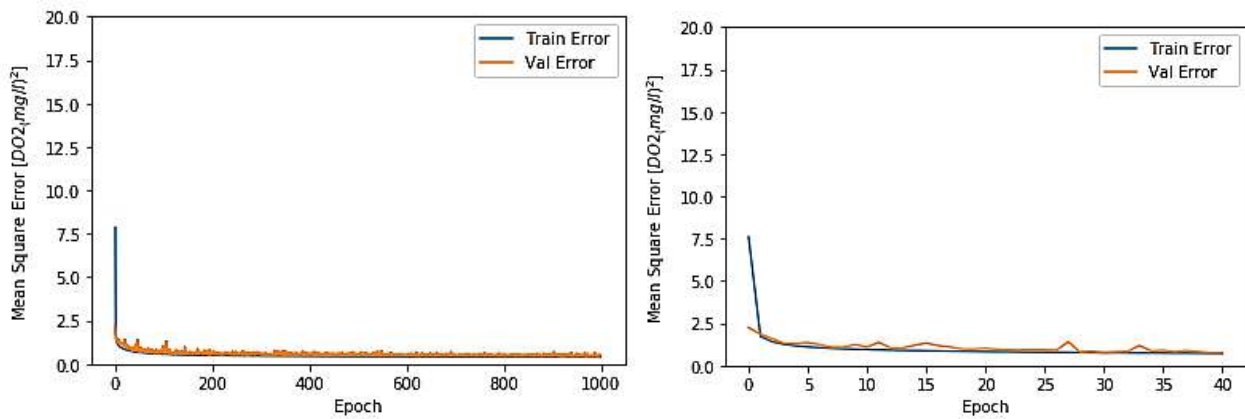 Mean Square Error [DO2₍mg/l)²]
20.0
17.5
15.0
12.5
10.0
7.5
5.0
2.5
0.0
0 200 400 600 800 1000
Epoch
Train Error
Val Error
Mean Square Error [DO2₍mg/l)²]
20.0
17.5
15.0
12.5
10.0
7.5
5.0
2.5
0.0
0 5 10 15 20 25 30 35 40
Epoch
Train Error
Val Error